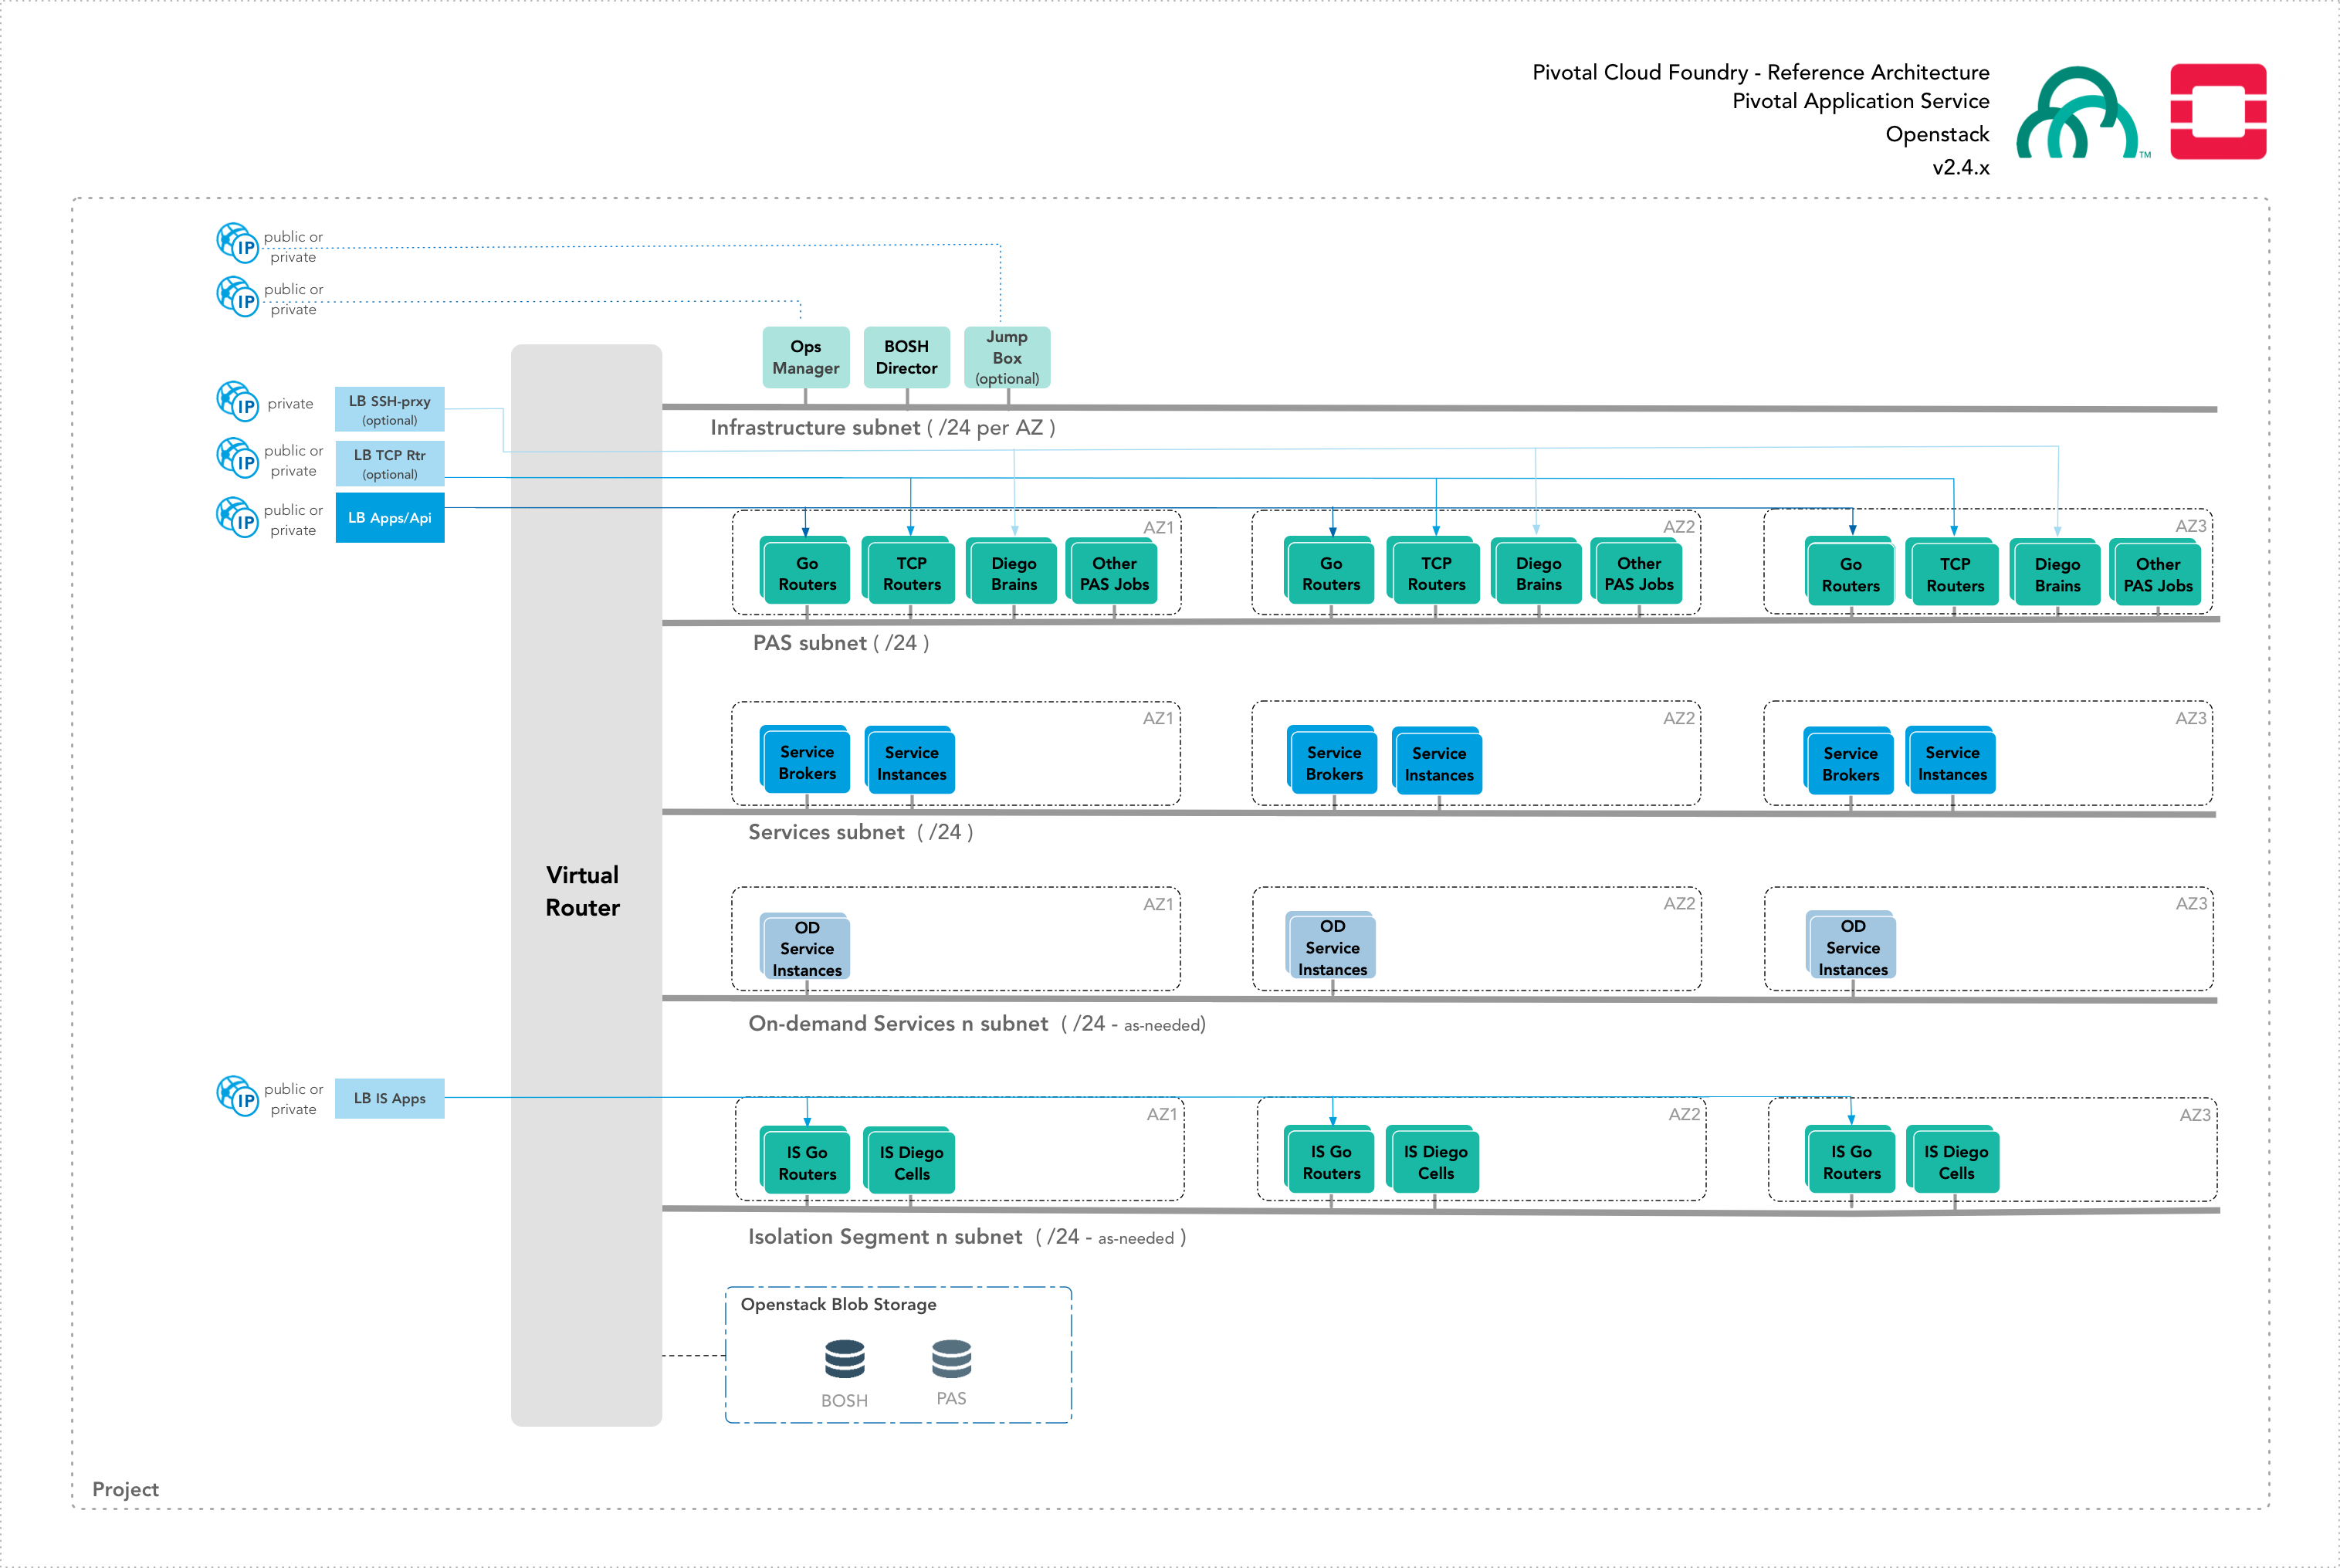 Pivotal Cloud Foundry - Reference Architecture
Pivotal Application Service
Openstack
v2.4.x
TM
IP
public or
private
IP
public or
private
Ops
Manager
BOSH
Director
Jump
Box
(optional)
IP
private
LB SSH-prxy
(optional)
Infrastructure subnet ( /24 per AZ )
IP
public or
private
LB TCP Rtr
(optional)
IP
public or
private
LB Apps/Api
AZ1
Go
Routers
TCP
Routers
Diego
Brains
Other
PAS Jobs
AZ2
Go
Routers
TCP
Routers
Diego
Brains
Other
PAS Jobs
AZ3
Go
Routers
TCP
Routers
Diego
Brains
Other
PAS Jobs
PAS subnet ( /24 )
AZ1
Service
Brokers
Service
Instances
AZ2
Service
Brokers
Service
Instances
AZ3
Service
Brokers
Service
Instances
Services subnet ( /24 )
Virtual
Router
AZ1
OD
Service
Instances
AZ2
OD
Service
Instances
AZ3
OD
Service
Instances
On-demand Services n subnet ( /24 - as-needed)
IP
public or
private
LB IS Apps
AZ1
IS Go
Routers
IS Diego
Cells
AZ2
IS Go
Routers
IS Diego
Cells
AZ3
IS Go
Routers
IS Diego
Cells
Isolation Segment n subnet ( /24 - as-needed )
Openstack Blob Storage
BOSH
PAS
Project